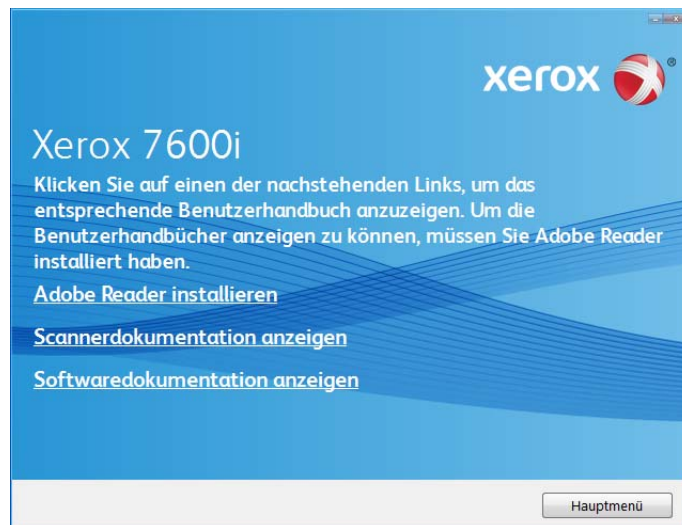 xerox
Xerox 7600i
Klicken Sie auf einen der nachstehenden Links, um das
entsprechende Benutzerhandbuch anzuzeigen. Um die
Benutzerhandbücher anzeigen zu können, müssen Sie Adobe Reader
installiert haben.
Adobe Reader installieren
Scannerdokumentation anzeigen
Softwaredokumentation anzeigen
Hauptmenü